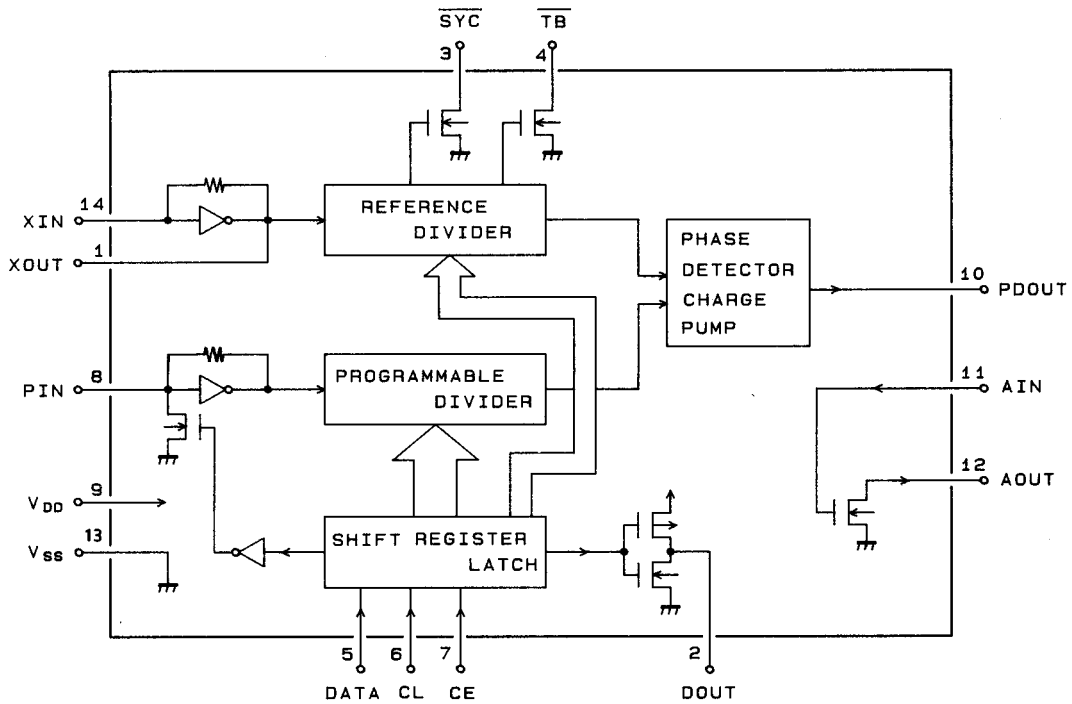 SYC TB
3 4
14
XIN
REFERENCE
DIVIDER
1
XOUT
PHASE
DETECTOR
CHARGE
PUMP
10
PDOUT
8
PIN
PROGRAMMABLE
DIVIDER
11
AIN
12
AOUT
9
VDD
13
VSS
SHIFT REGISTER
LATCH
5 6 7 2
DATA CL CE DOUT